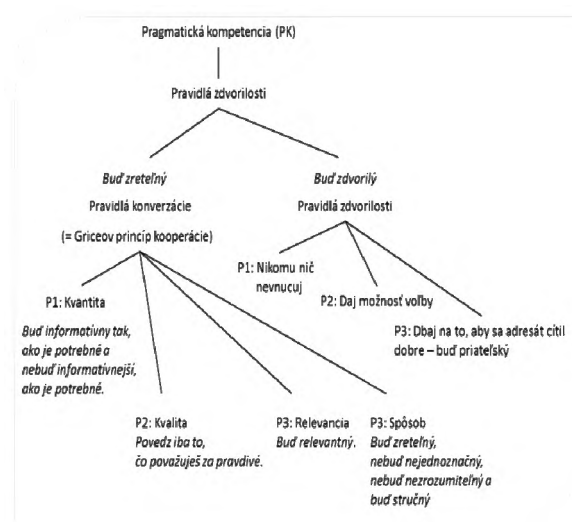 Pragmatická kompetencia (PK)
Pravidlá zdvorilosti
Buď zreteľný
Pravidlá konverzácie
(= Griceov princíp kooperácie)
Buď zdvorilý
Pravidlá zdvorilosti
P1: Nikomu nič
nevnucuj
P2: Daj možnosť voľby
P3: Dbaj na to, aby sa adresát cítil
dobre – buď priateľský
P1: Kvantita
Buď informatívny tak,
ako je potrebné a
nebuď informatívnejší,
ako je potrebné.
P2: Kvalita
Povedz iba to,
čo považuješ za pravdivé.
P3: Relevancia
Buď relevantný.
P3: Spôsob
Buď zreteľný,
nebuď nejednoznačný,
nebuď nezrozumiteľný a
buď stručný